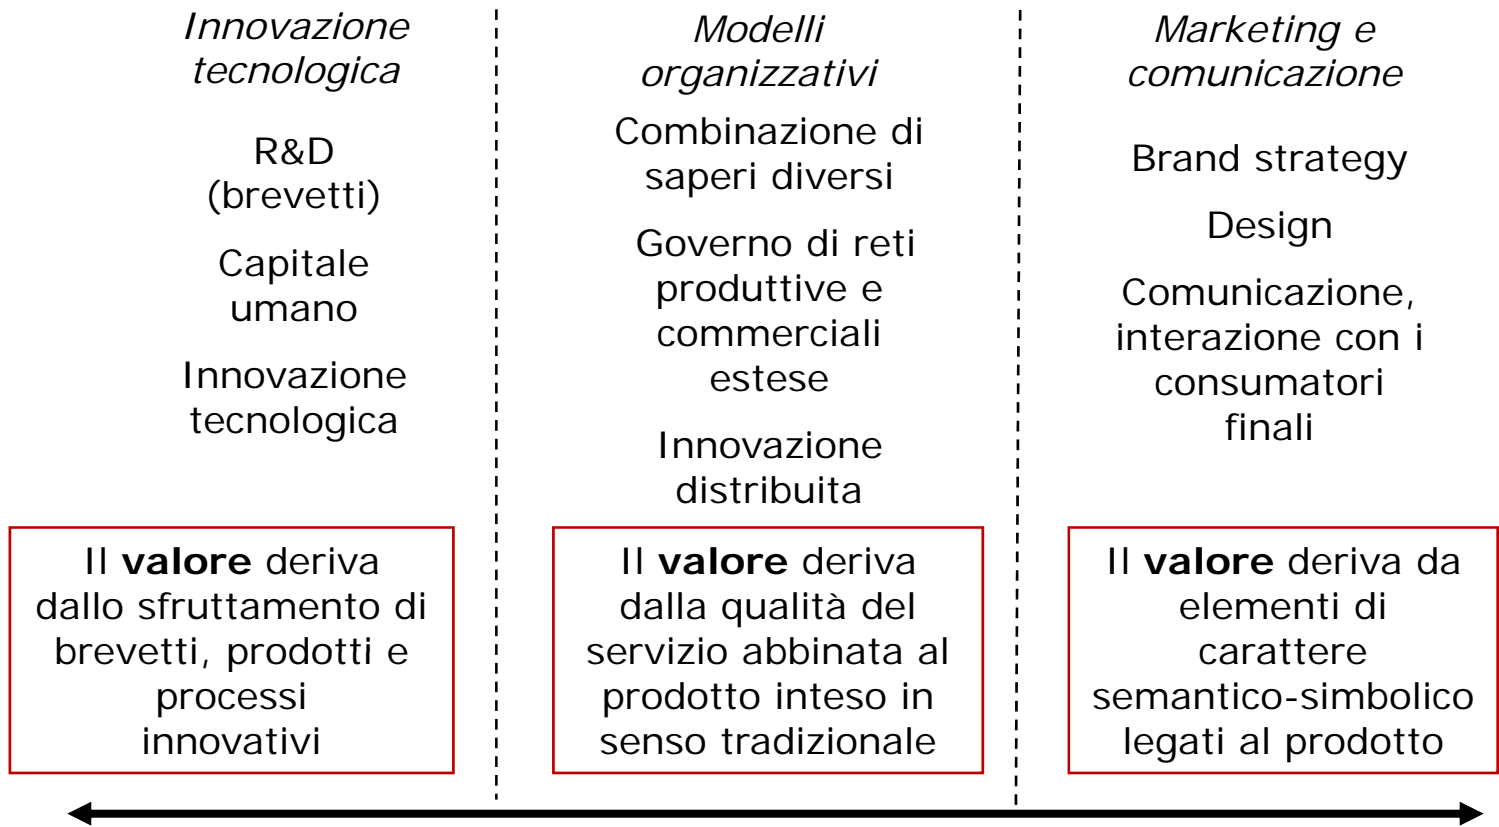 Innovazione
tecnologica
R&D
(brevetti)
Capitale
umano
Innovazione
tecnologica
Il valore deriva
dallo sfruttamento di
brevetti, prodotti e
processi
innovativi
Modelli
organizzativi
Combinazione di
saperi diversi
Governo di reti
produttive e
commerciali
estese
Innovazione
distribuita
Il valore deriva
dalla qualità del
servizio abbinata al
prodotto inteso in
senso tradizionale
Marketing e
comunicazione
Brand strategy
Design
Comunicazione,
interazione con i
consumatori
finali
Il valore deriva da
elementi di
carattere
semantico-simbolico
legati al prodotto